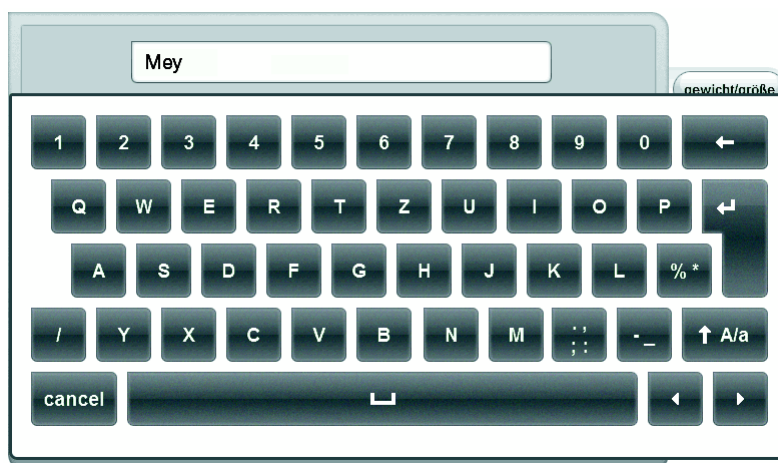 Mey
gewicht/größe
1 2 3 4 5 6 7 8 9 0 ←
Q W E R T Z U I O P ↵
A S D F G H J K L % *
/ Y X C V B N M . , ; : - _ ↑ A/a
cancel